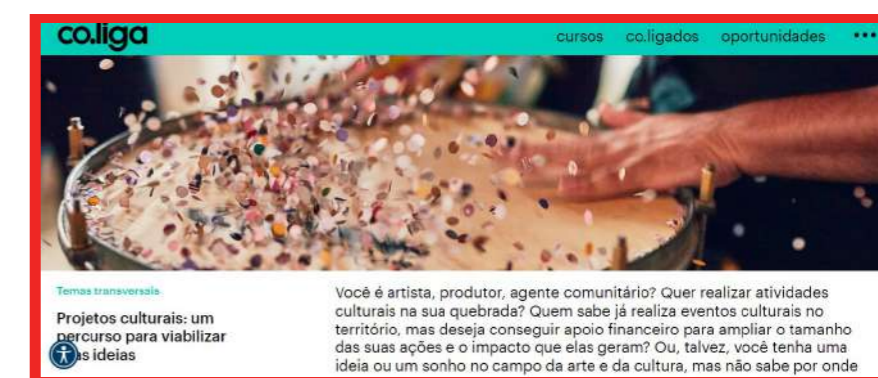 co.liga
cursos co.ligados oportunidades •••
Temas transversais
Projetos culturais: um
percurso para viabilizar
ideias
Você é artista, produtor, agente comunitário? Quer realizar atividades
culturais na sua quebrada? Quem sabe já realiza eventos culturais no
território, mas deseja conseguir apoio financeiro para ampliar o tamanho
das suas ações e o impacto que elas geram? Ou, talvez, você tenha uma
ideia ou um sonho no campo da arte e da cultura, mas não sabe por onde